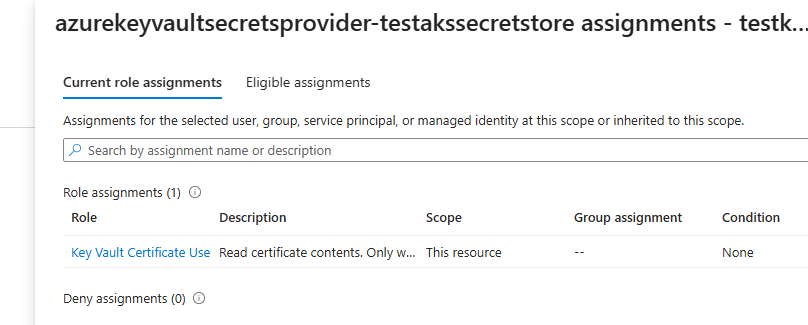 azurekeyvaultsecretsprovider-testakssecretstore assignments - testk...
Current role assignments Eligible assignments
Assignments for the selected user, group, service principal, or managed identity at this scope or inherited to this scope.
Search by assignment name or description
Role assignments (1)
Role Description Scope Group assignment Condition
Key Vault Certificate Use Read certificate contents. Only w... This resource -- None
Deny assignments (0)